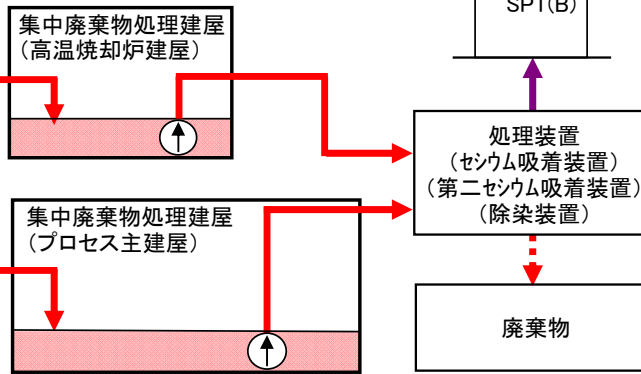 SPT(B)
集中廃棄物処理建屋
(高温焼却炉建屋)
処理装置
(セシウム吸着装置)
(第二セシウム吸着装置)
(除染装置)
集中廃棄物処理建屋
(プロセス主建屋)
廃棄物